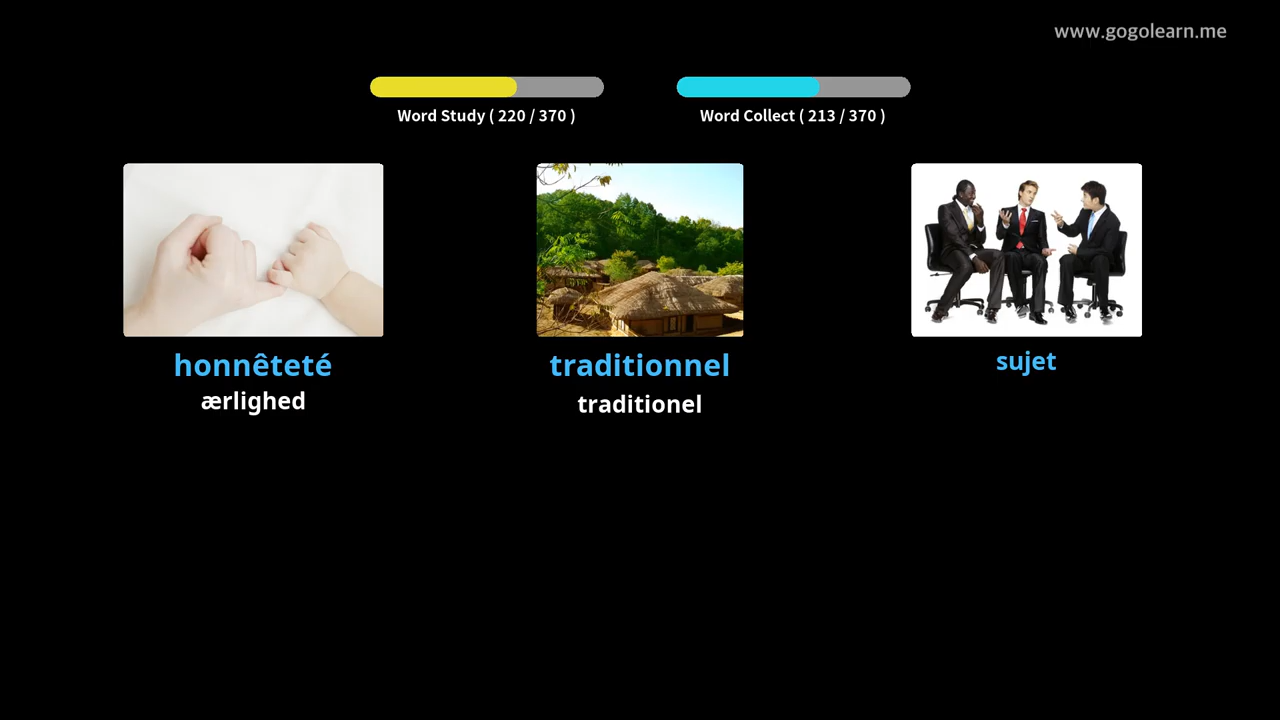 www.gogolearn.me
Word Study ( 220 / 370 )
Word Collect ( 213 / 370 )
honnêteté
ærlighed
traditionnel
traditionel
sujet